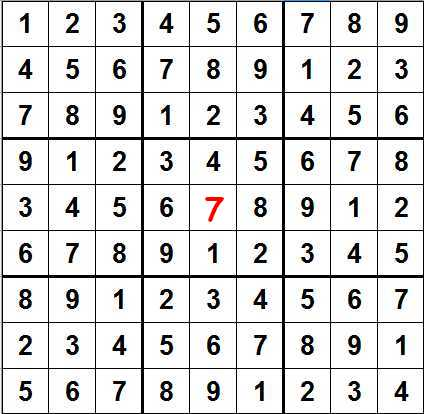 1 2 3 4 5 6 7 8 9
4 5 6 7 8 9 1 2 3
7 8 9 1 2 3 4 5 6
9 1 2 3 4 5 6 7 8
3 4 5 6 7 8 9 1 2
6 7 8 9 1 2 3 4 5
8 9 1 2 3 4 5 6 7
2 3 4 5 6 7 8 9 1
5 6 7 8 9 1 2 3 4